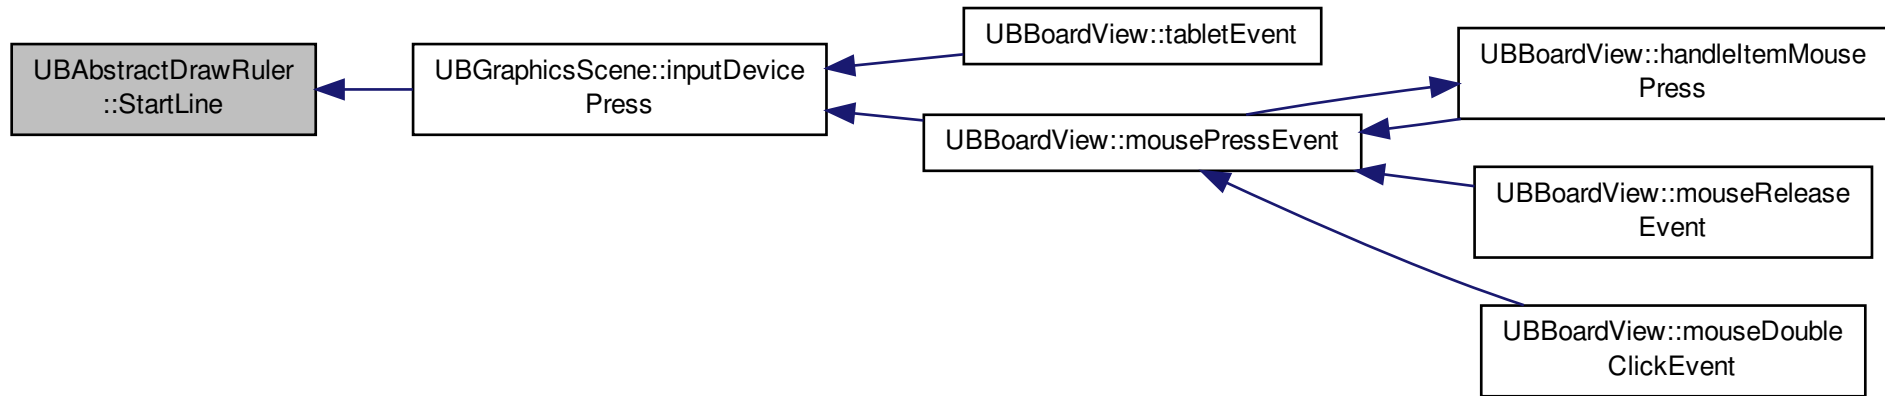 UBAbstractDrawRuler
::StartLine
UBGraphicsScene::inputDevice
Press
UBBoardView::tabletEvent
UBBoardView::mousePressEvent
UBBoardView::handleItemMouse
Press
UBBoardView::mouseRelease
Event
UBBoardView::mouseDouble
ClickEvent